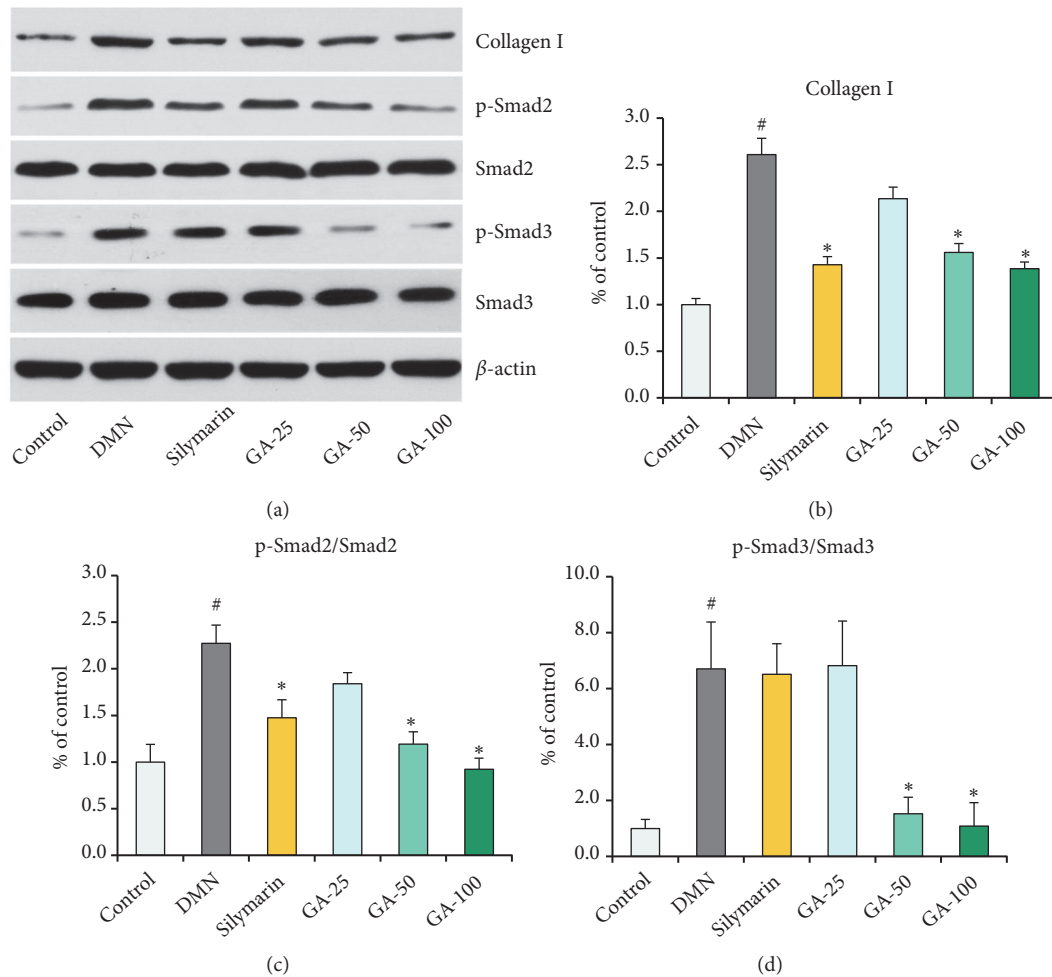 Collagen I
p-Smad2
Smad2
p-Smad3
Smad3
β-actin
Control
DMN
Silymarin
GA-25
GA-50
GA-100
(a)
Collagen I
% of control
3.0
2.5
2.0
1.5
1.0
0.5
0.0
#
*
*
*
Control
DMN
Silymarin
GA-25
GA-50
GA-100
(b)
p-Smad2/Smad2
% of control
3.0
2.5
2.0
1.5
1.0
0.5
0.0
#
*
*
*
Control
DMN
Silymarin
GA-25
GA-50
GA-100
(c)
p-Smad3/Smad3
% of control
10.0
8.0
6.0
4.0
2.0
0.0
#
*
*
Control
DMN
Silymarin
GA-25
GA-50
GA-100
(d)